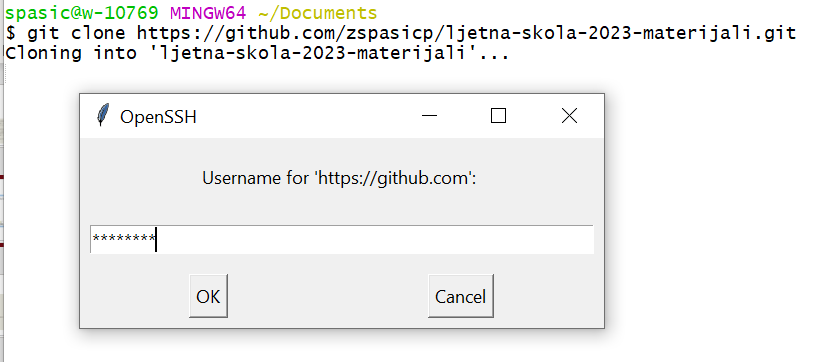 spasic@w-10769 MINGW64 ~/Documents
$ git clone https://github.com/zspasicp/ljetna-skola-2023-materijali.git
Cloning into 'ljetna-skola-2023-materijali'...
OpenSSH
Username for 'https://github.com':
********
OK Cancel